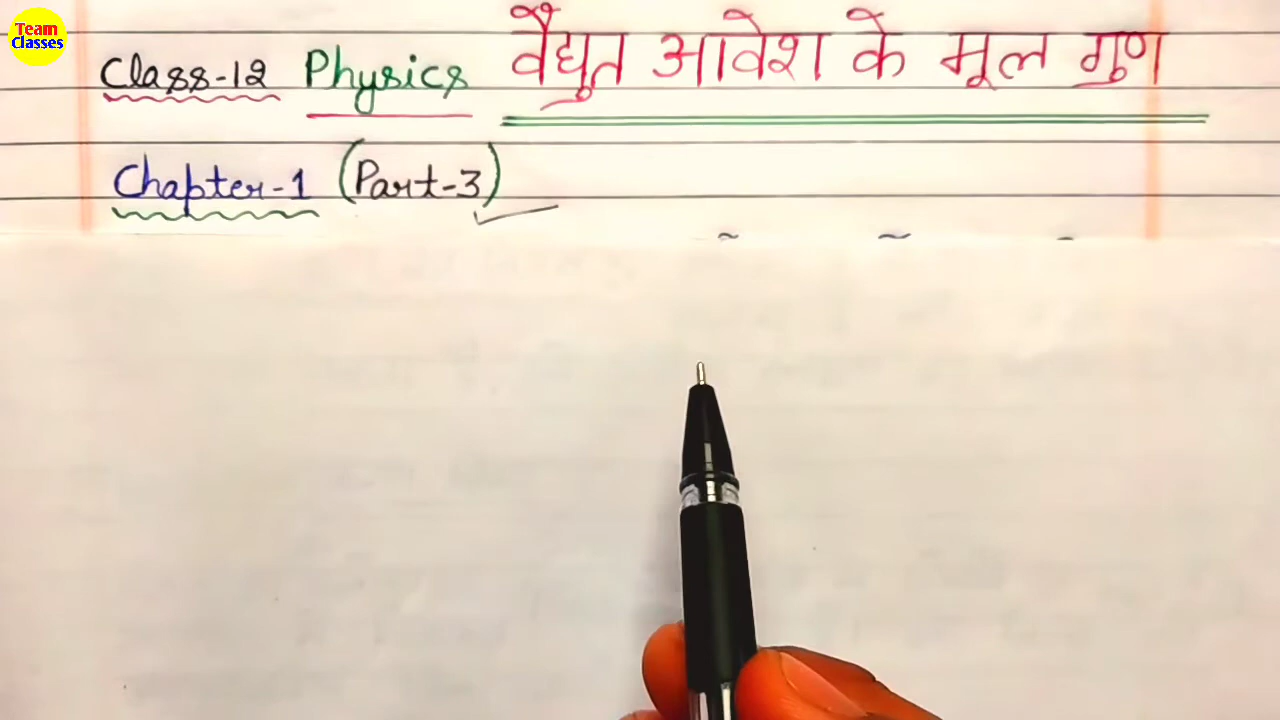 Team
Classes
Class-12 Physics वैद्युत आवेश के मूल गुण
Chapter-1 (Part-3)